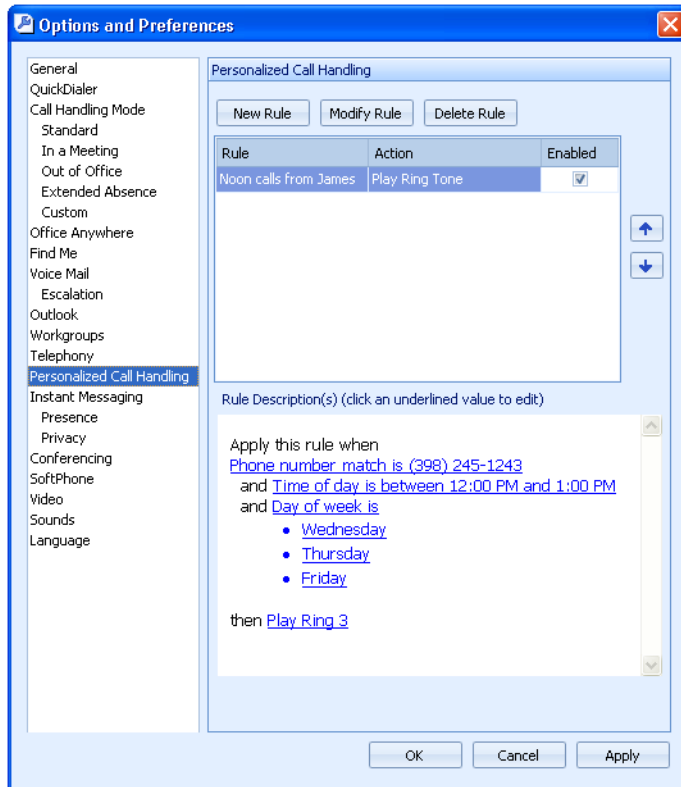 Options and Preferences
General
QuickDialer
Call Handling Mode
Standard
In a Meeting
Out of Office
Extended Absence
Custom
Office Anywhere
Find Me
Voice Mail
Escalation
Outlook
Workgroups
Telephony
Personalized Call Handling
Instant Messaging
Presence
Privacy
Conferencing
SoftPhone
Video
Sounds
Language
Personalized Call Handling
New Rule Modify Rule Delete Rule
Rule Action Enabled
Noon calls from James Play Ring Tone
Rule Description(s) (click an underlined value to edit)
Apply this rule when
Phone number match is (398) 245-1243
and Time of day is between 12:00 PM and 1:00 PM
and Day of week is
• Wednesday
• Thursday
• Friday
then Play Ring 3
OK Cancel Apply